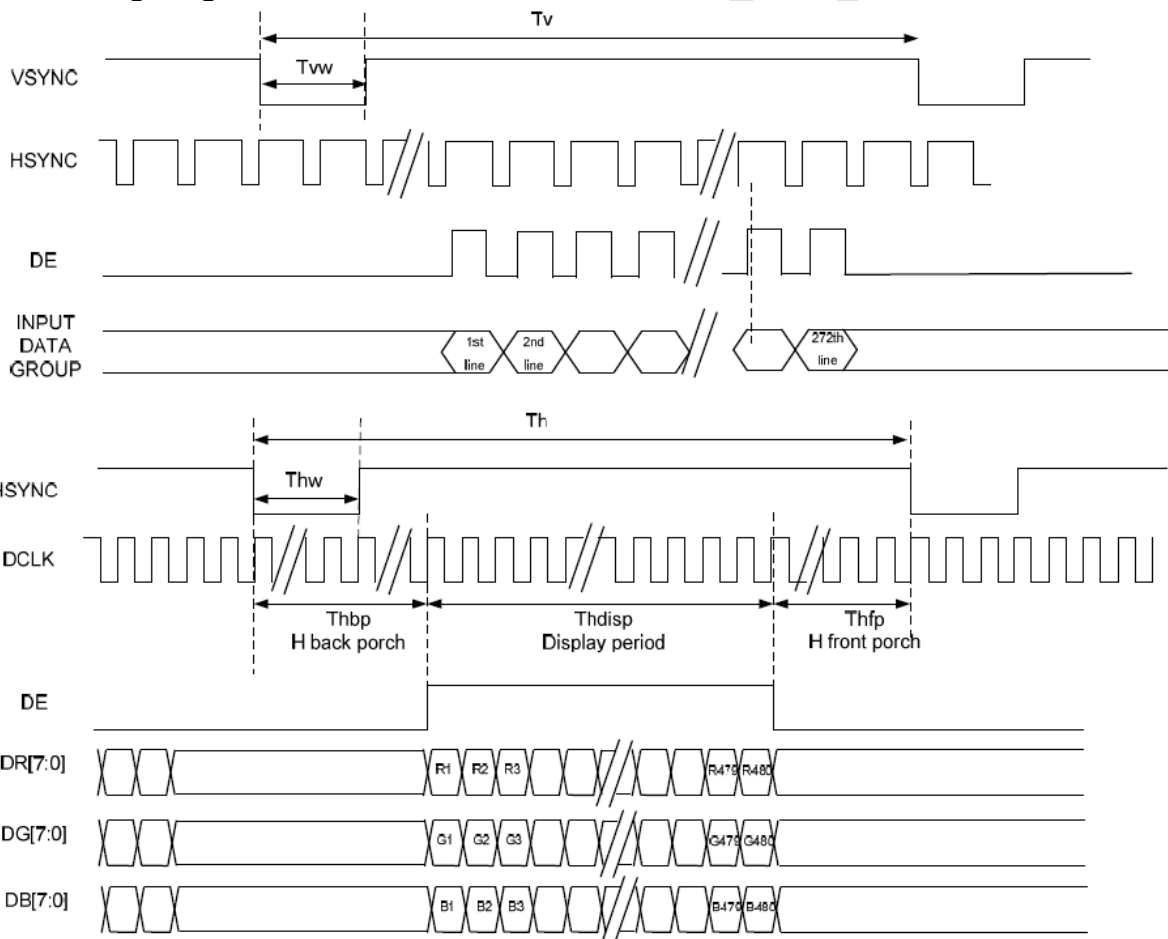 Tv
VSYNC
Tvw
HSYNC
DE
INPUT
DATA
GROUP
1st
line
2nd
line
272th
line
Th
HSYNC
Thw
DCLK
Thbp
H back porch
Thdisp
Display period
Thfp
H front porch
DE
DR[7:0]
R1 R2 R3 R479 R480
DG[7:0]
G1 G2 G3 G479 G480
DB[7:0]
B1 B2 B3 B479 B480